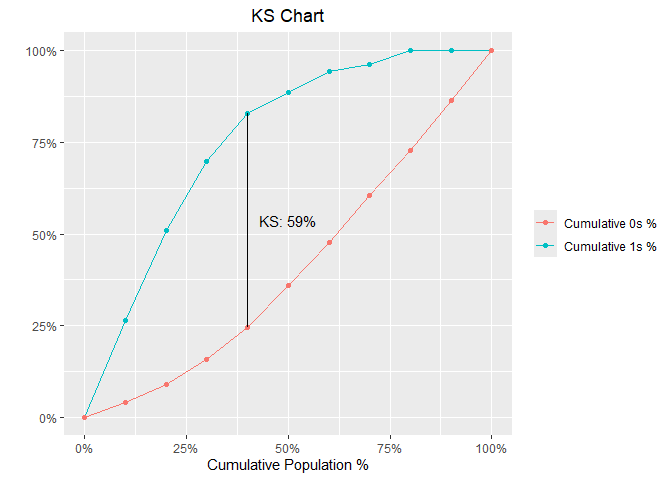 KS Chart
100%
75%
50%
25%
0%
KS: 59%
0%
25%
50%
75%
100%
Cumulative Population %
Cumulative 0s %
Cumulative 1s %